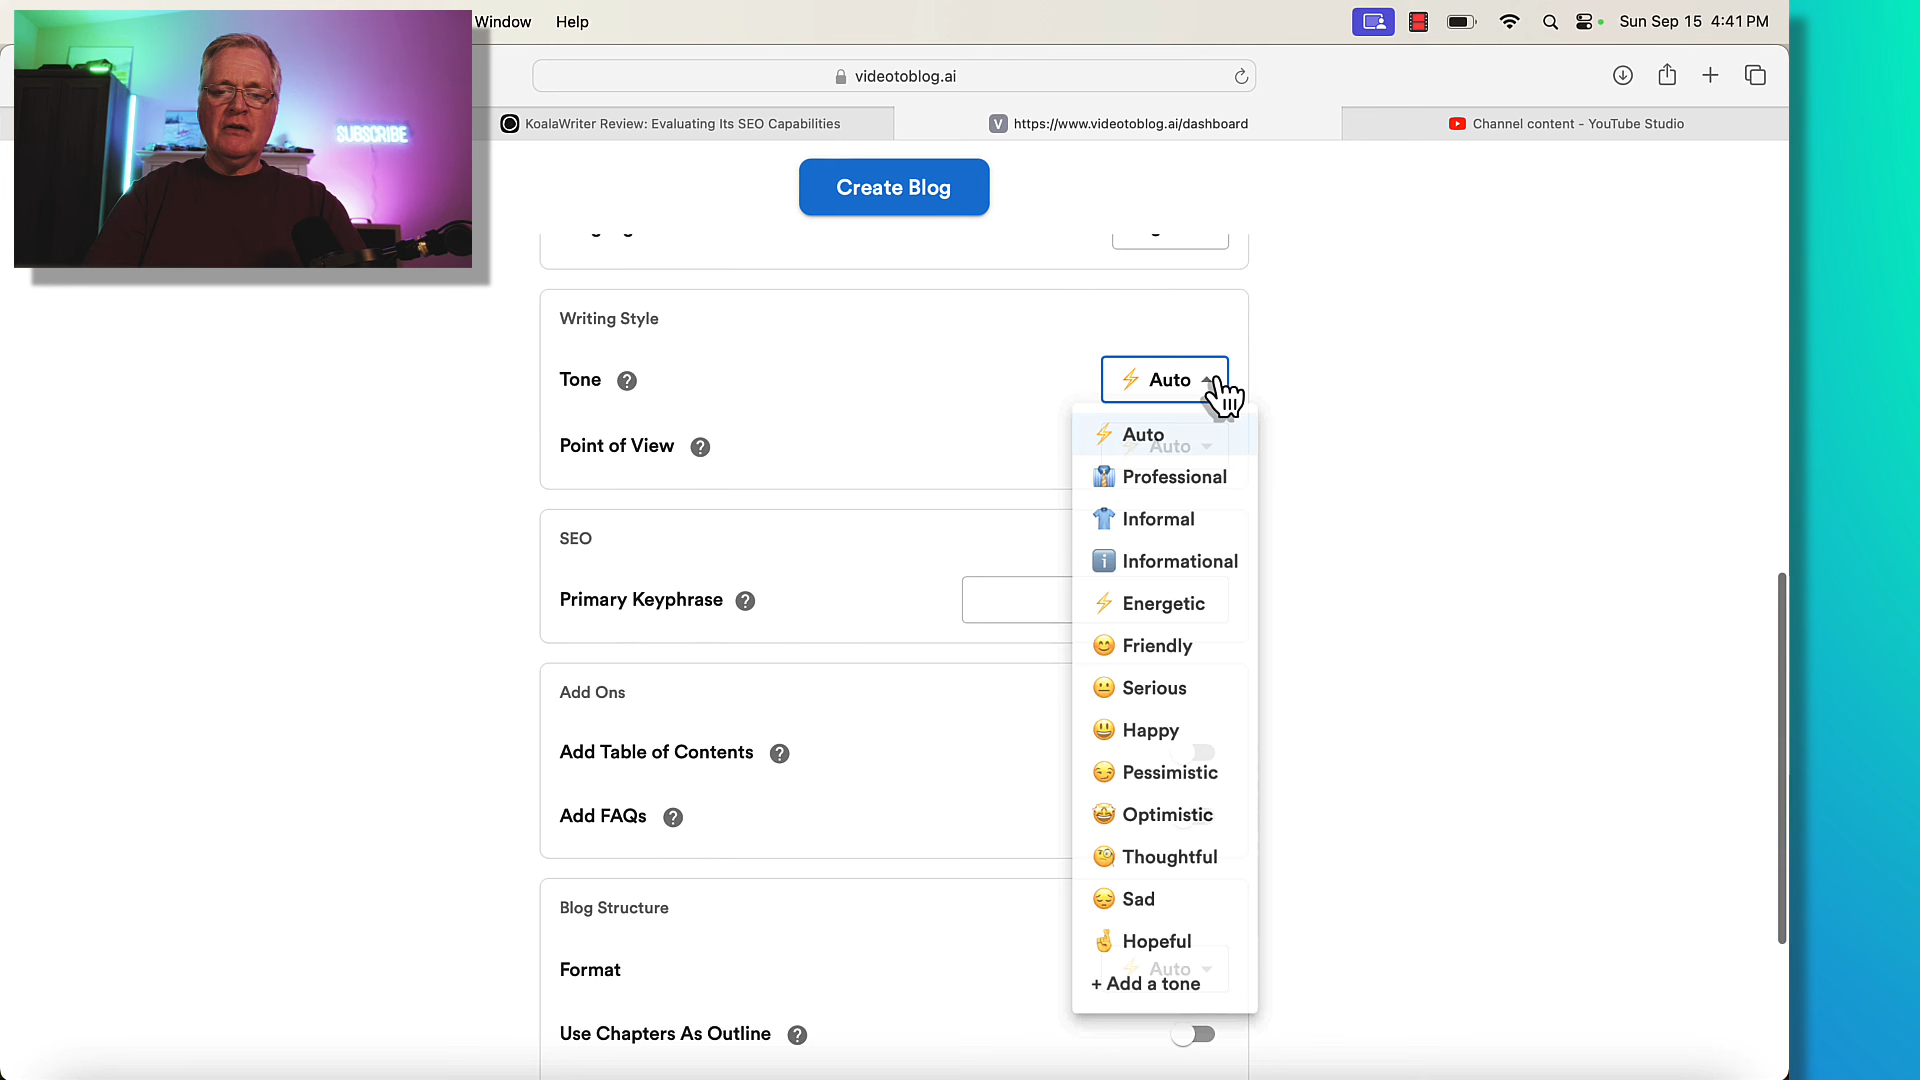 Window Help
Sun Sep 15 4:41 PM
videotoblog.ai
KoalaWriter Review: Evaluating Its SEO Capabilities
V https://www.videotoblog.ai/dashboard
Channel content - YouTube Studio
SUBSCRIBE
Create Blog
Writing Style
Tone ?
Auto
Point of View ?
Auto
Auto
Professional
Informal
Informational
Energetic
Friendly
Serious
Happy
Pessimistic
Optimistic
Thoughtful
Sad
Hopeful
Auto
+ Add a tone
SEO
Primary Keyphrase ?
Add Ons
Add Table of Contents ?
Add FAQs ?
Blog Structure
Format
Use Chapters As Outline ?